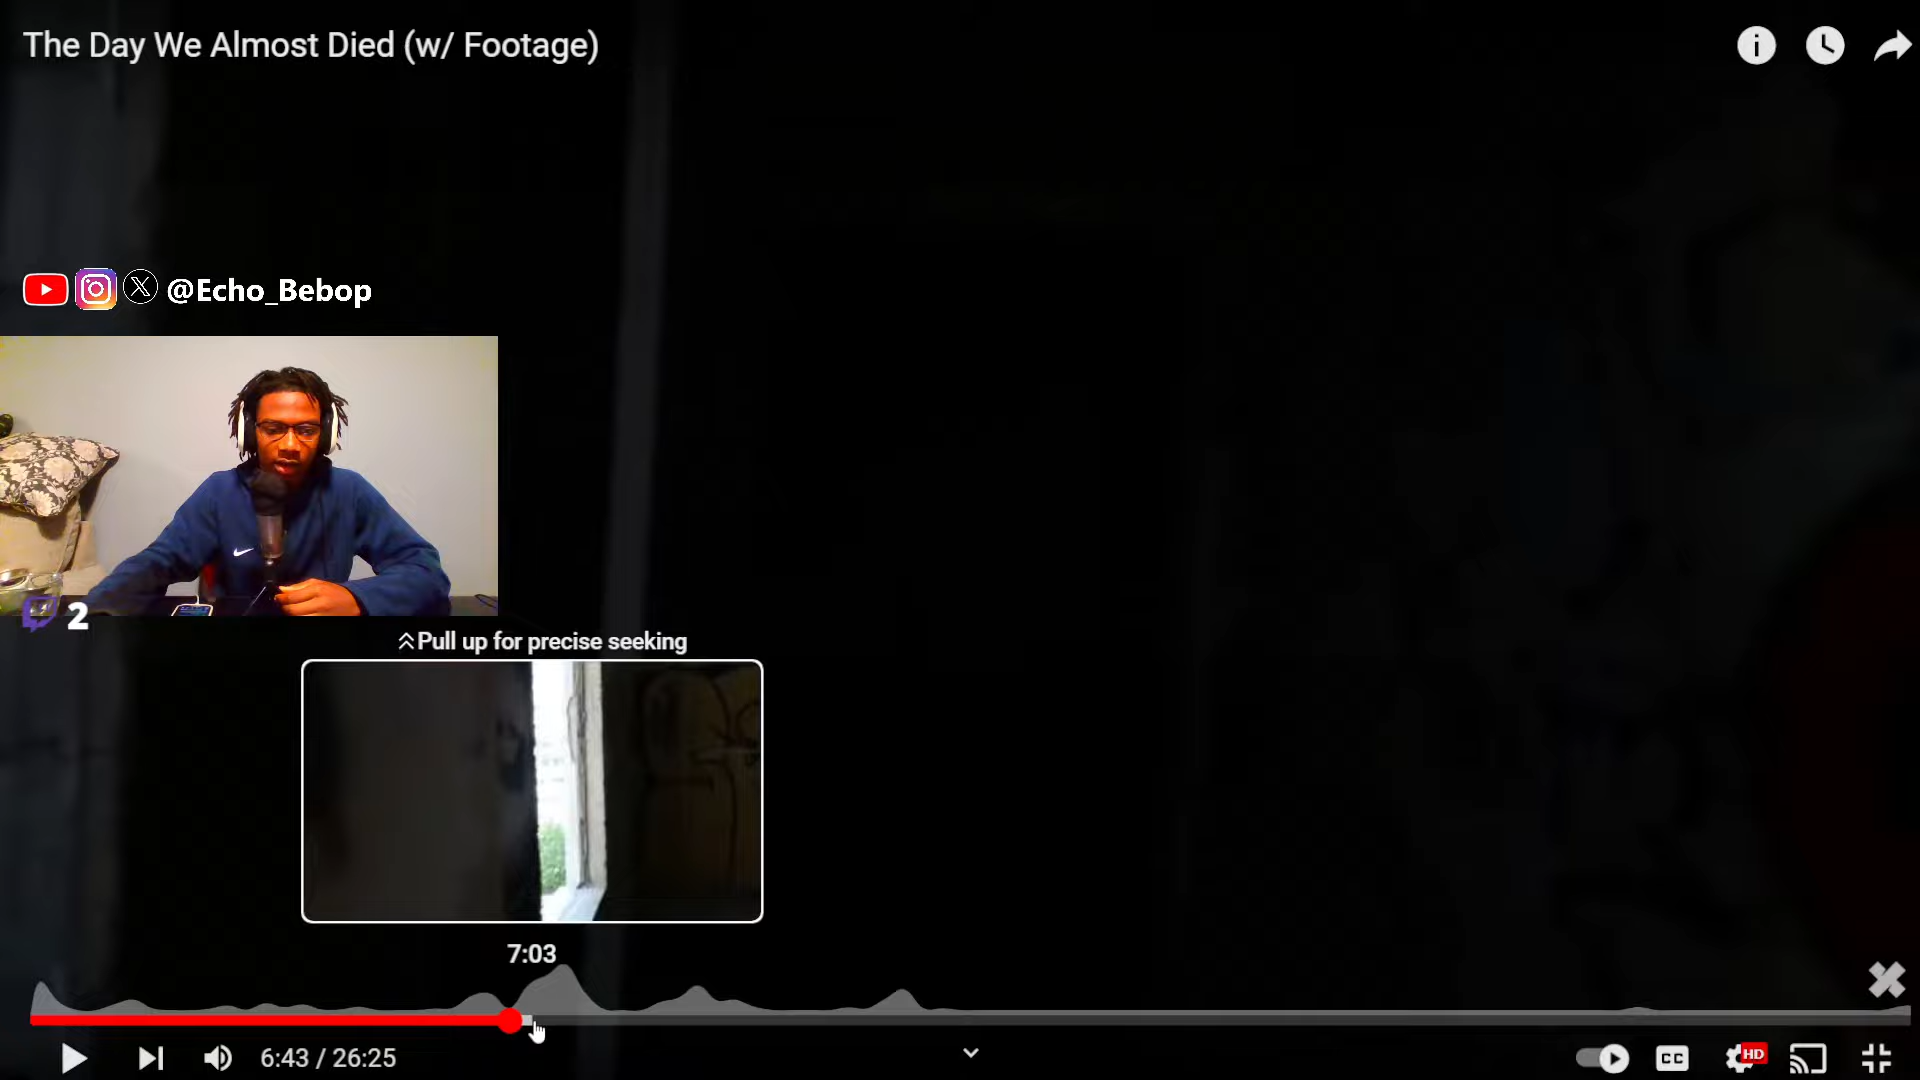 The Day We Almost Died (w/ Footage)
@Echo_Bebop
2
Pull up for precise seeking
7:03
6:43 / 26:25
CC
HD